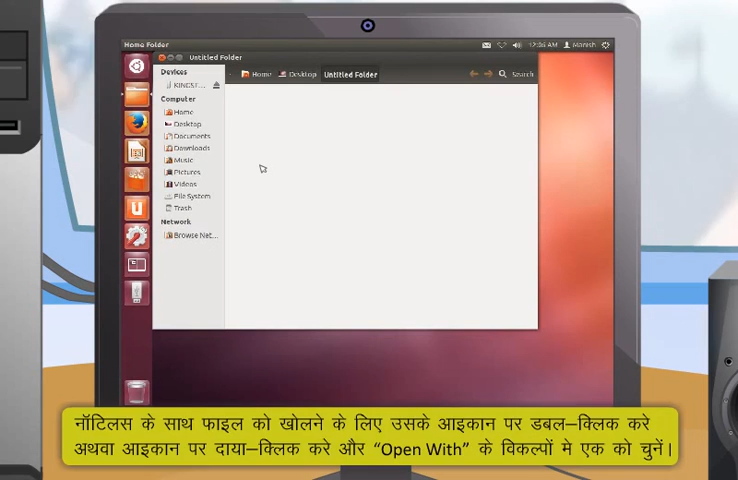 Home Folder
12:06 AM Manish
Untitled Folder
Devices
Home Desktop Untitled Folder Search
KINGST...
Computer
Home
Desktop
Documents
Downloads
Music
Pictures
Videos
File System
Trash
Network
Browse Net...
नॉटिलस के साथ फाइल को खोलने के लिए उसके आइकान पर डबल–क्लिक करे
अथवा आइकान पर दाया–क्लिक करे और “Open With” के विकल्पों मे एक को चुनें।